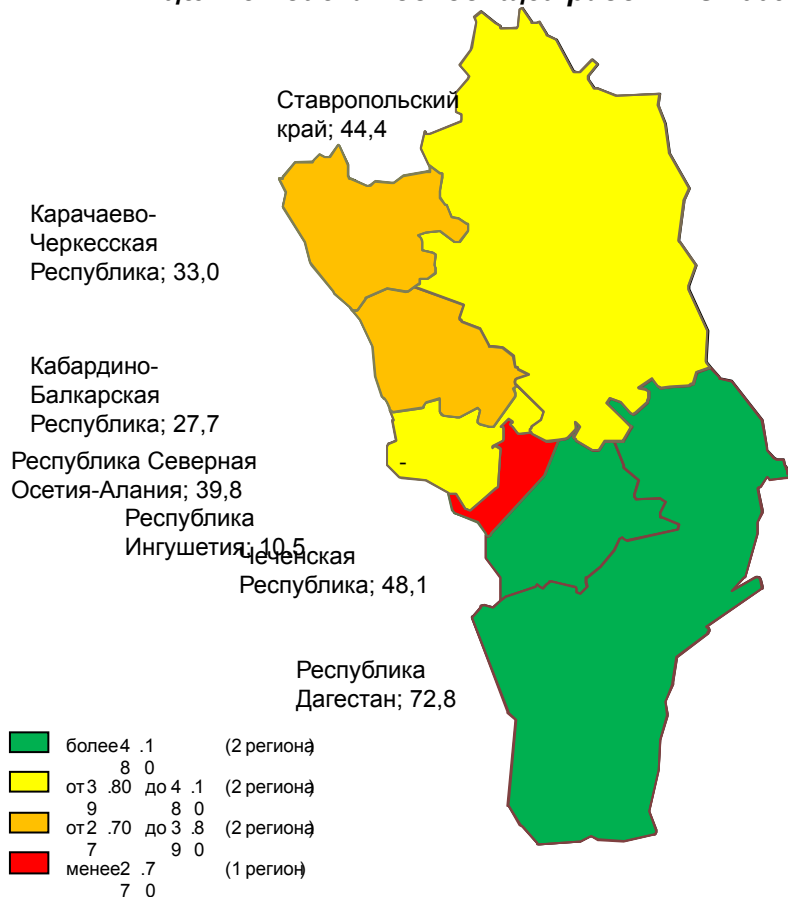 Ставропольский
край; 44,4
Карачаево-
Черкесская
Республика; 33,0
Кабардино-
Балкарская
Республика; 27,7
Республика Северная
Осетия-Алания; 39,8
-
Республика
Ингушетия; 10,5
Чеченская
Республика; 48,1
Республика
Дагестан; 72,8
более 4 .1 (2 региона)
8 0
от 3 .80 до 4 .1 (2 региона)
9 8 0
от 2 .70 до 3 .8 (2 региона)
7 9 0
менее 2 .7 (1 регион)
7 0